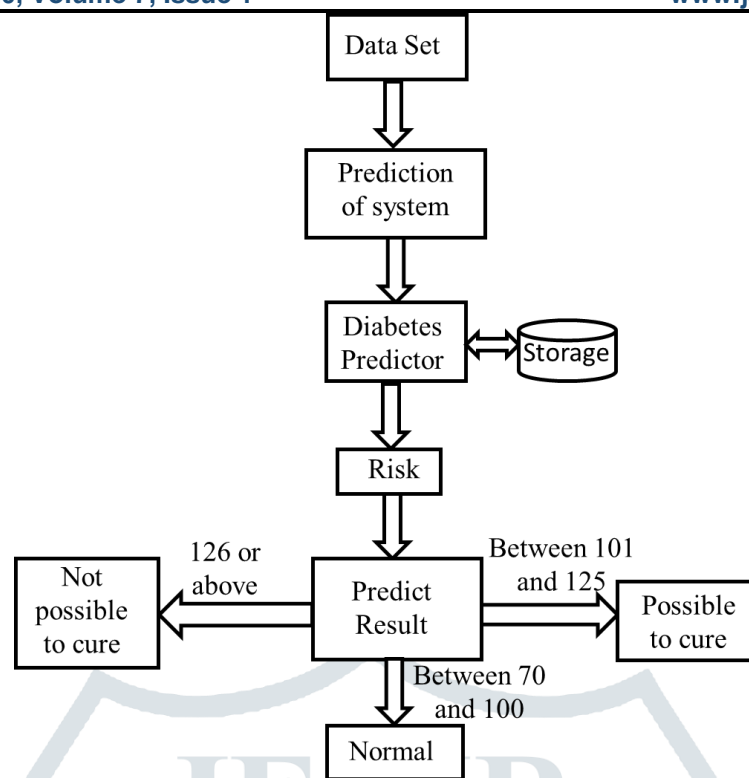 Data Set
Prediction
of system
Diabetes
Predictor
Storage
Risk
126 or
above
Between 101
and 125
Not
possible
to cure
Predict
Result
Possible
to cure
Between 70
and 100
Normal